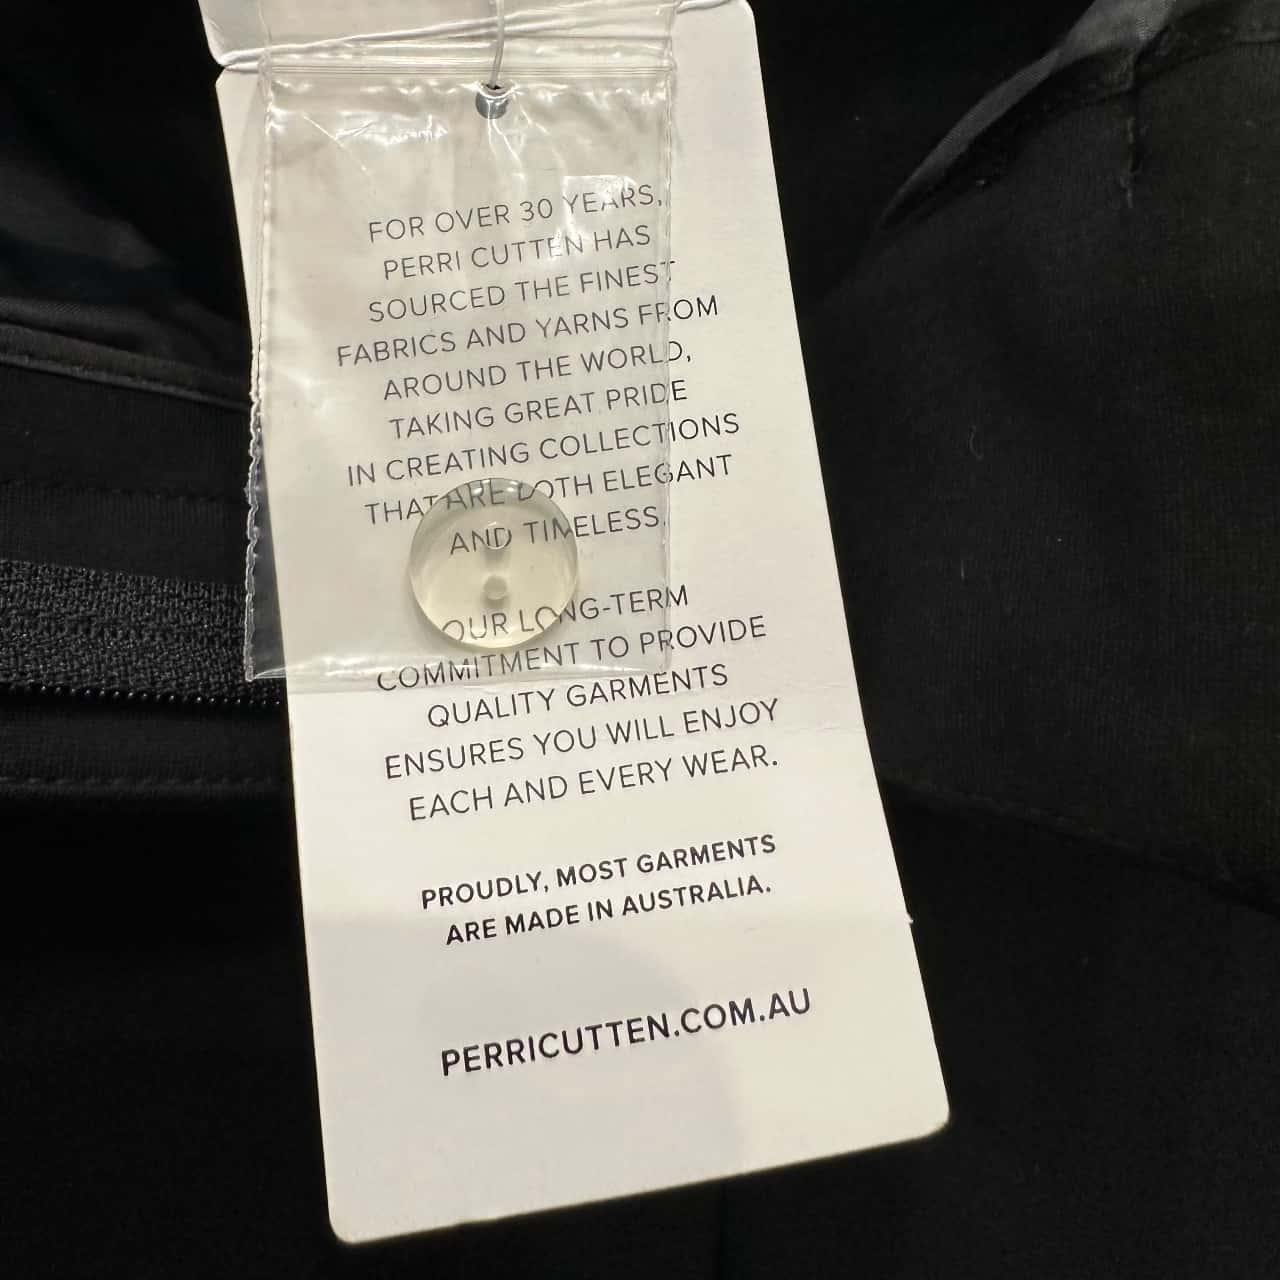 FOR OVER 30 YEARS,
PERRI CUTTEN HAS
SOURCED THE FINEST
FABRICS AND YARNS FROM
AROUND THE WORLD,
TAKING GREAT PRIDE
IN CREATING COLLECTIONS
THAT ARE BOTH ELEGANT
AND TIMELESS.
OUR LONG-TERM
COMMITMENT TO PROVIDE
QUALITY GARMENTS
ENSURES YOU WILL ENJOY
EACH AND EVERY WEAR.
PROUDLY, MOST GARMENTS
ARE MADE IN AUSTRALIA.
PERRICUTTEN.COM.AU